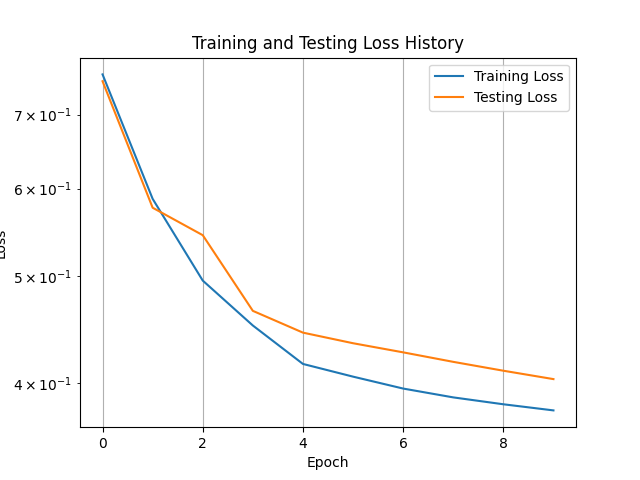 Training and Testing Loss History
Training Loss
Testing Loss
7 × 10⁻¹
6 × 10⁻¹
5 × 10⁻¹
4 × 10⁻¹
Loss
0 2 4 6 8
Epoch